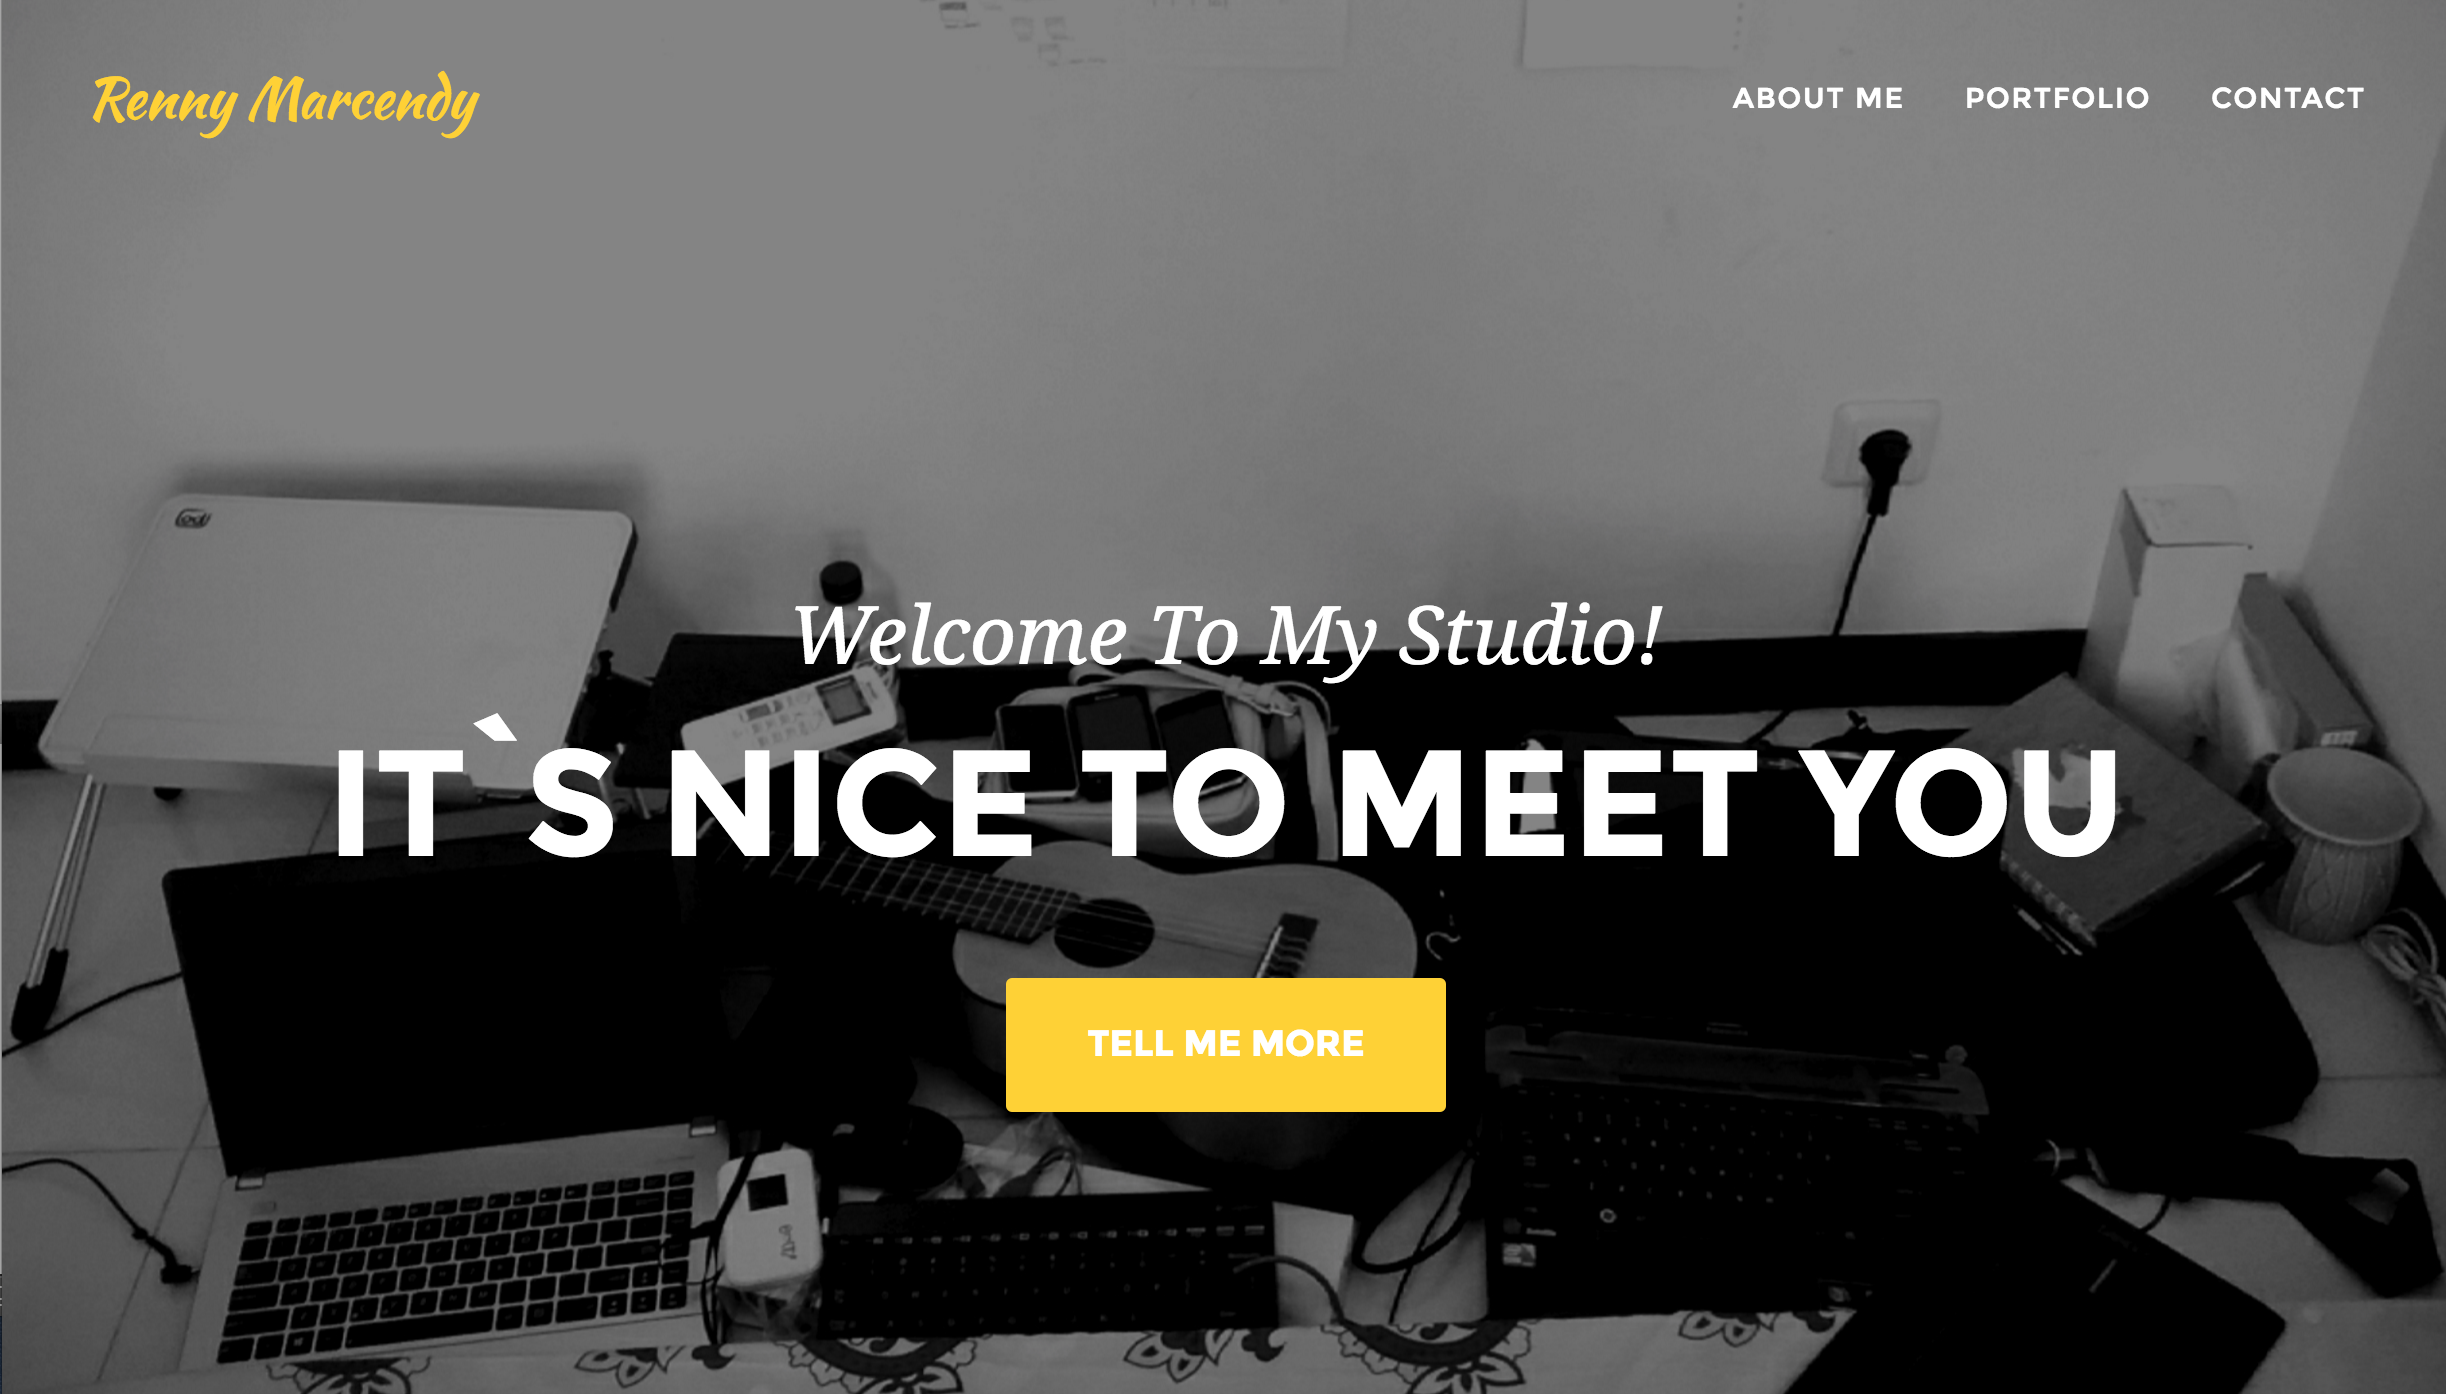 Renny Marcendy
ABOUT ME PORTFOLIO CONTACT
Welcome To My Studio!
IT`S NICE TO MEET YOU
TELL ME MORE